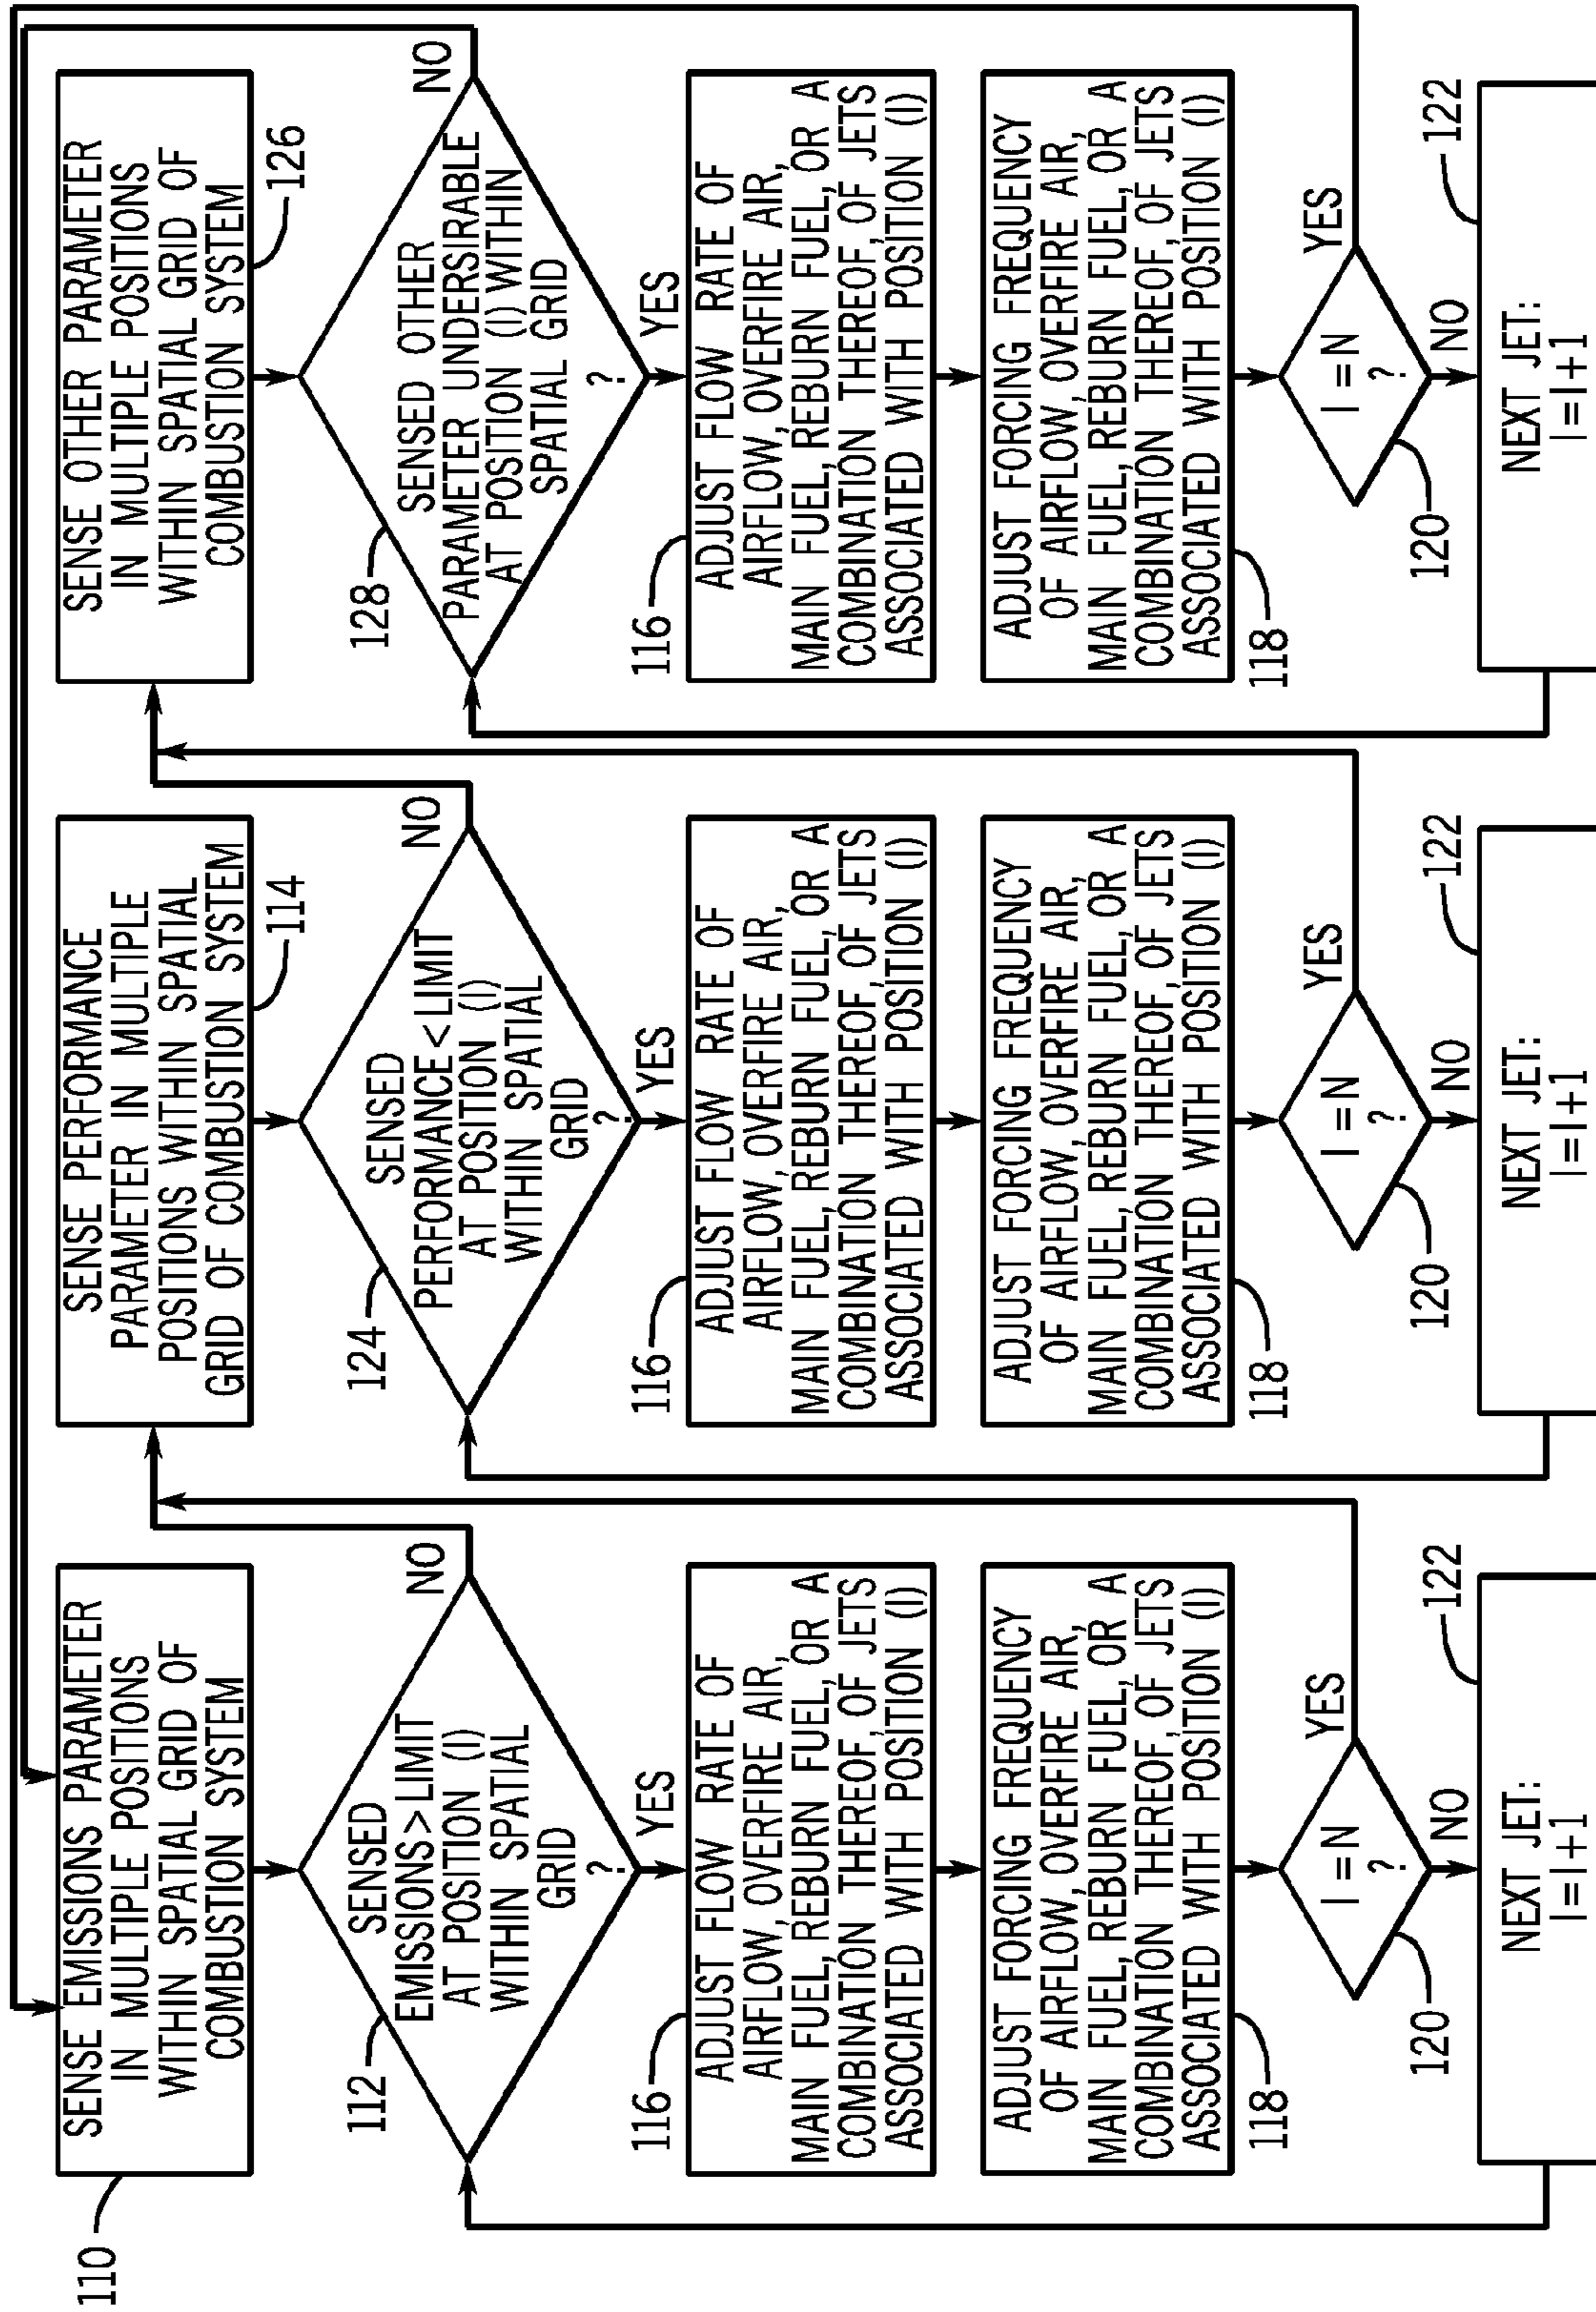 110
SENSE EMISSIONS PARAMETER
IN MULTIPLE POSITIONS
WITHIN SPATIAL GRID OF
COMBUSTION SYSTEM
112
SENSED
EMISSIONS > LIMIT
AT POSITION (I)
WITHIN SPATIAL
GRID
?
NO
YES
116
ADJUST FLOW RATE OF
AIRFLOW, OVERFIRE AIR,
MAIN FUEL, REBURN FUEL, OR A
COMBINATION THEREOF, OF JETS
ASSOCIATED WITH POSITION (I)
ADJUST FORCING FREQUENCY
OF AIRFLOW, OVERFIRE AIR,
MAIN FUEL, REBURN FUEL, OR A
COMBINATION THEREOF, OF JETS
ASSOCIATED WITH POSITION (I)
118
I = N
?
YES
NO
120
122
NEXT JET:
I = I + 1
SENSE PERFORMANCE
PARAMETER IN MULTIPLE
POSITIONS WITHIN SPATIAL
GRID OF COMBUSTION SYSTEM
114
124
SENSED
PERFORMANCE < LIMIT
AT POSITION (I)
WITHIN SPATIAL
GRID
?
NO
YES
116
ADJUST FLOW RATE OF
AIRFLOW, OVERFIRE AIR,
MAIN FUEL, REBURN FUEL, OR A
COMBINATION THEREOF, OF JETS
ASSOCIATED WITH POSITION (I)
ADJUST FORCING FREQUENCY
OF AIRFLOW, OVERFIRE AIR,
MAIN FUEL, REBURN FUEL, OR A
COMBINATION THEREOF, OF JETS
ASSOCIATED WITH POSITION (I)
118
I = N
?
YES
NO
120
122
NEXT JET:
I = I + 1
SENSE OTHER PARAMETER
IN MULTIPLE POSITIONS
WITHIN SPATIAL GRID OF
COMBUSTION SYSTEM
126
128
SENSED OTHER
PARAMETER UNDERSIRABLE
AT POSITION (I) WITHIN
SPATIAL GRID
?
NO
YES
116
ADJUST FLOW RATE OF
AIRFLOW, OVERFIRE AIR,
MAIN FUEL, REBURN FUEL, OR A
COMBINATION THEREOF, OF JETS
ASSOCIATED WITH POSITION (I)
ADJUST FORCING FREQUENCY
OF AIRFLOW, OVERFIRE AIR,
MAIN FUEL, REBURN FUEL, OR A
COMBINATION THEREOF, OF JETS
ASSOCIATED WITH POSITION (I)
118
I = N
?
YES
NO
120
122
NEXT JET:
I = I + 1